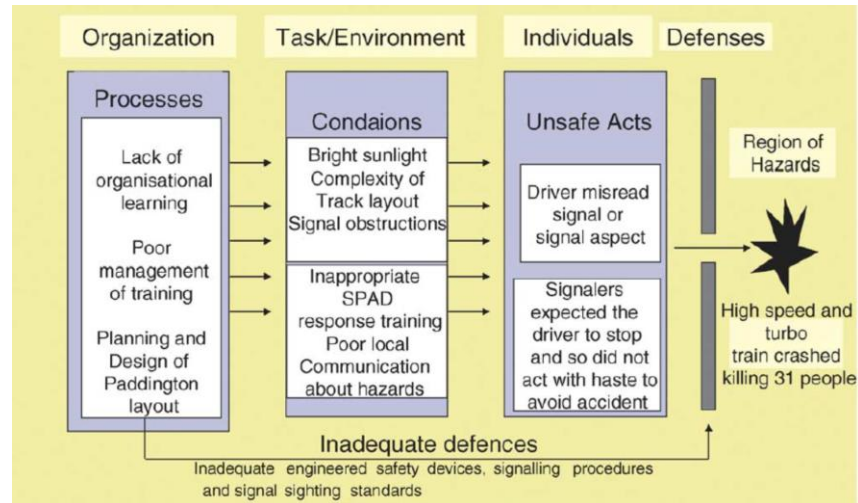 Organization
Task/Environment
Individuals
Defenses
Processes
Lack of
organisational
learning
Poor
management
of training
Planning and
Design of
Paddington
layout
Condaions
Bright sunlight
Complexity of
Track layout
Signal obstructions
Inappropriate
SPAD
response training
Poor local
Communication
about hazards
Unsafe Acts
Driver misread
signal or
signal aspect
Signalers
expected the
driver to stop
and so did not
act with haste to
avoid accident
Region of
Hazards
High speed and
turbo
train crashed
killing 31 people
Inadequate defences
Inadequate engineered safety devices, signalling procedures
and signal sighting standards